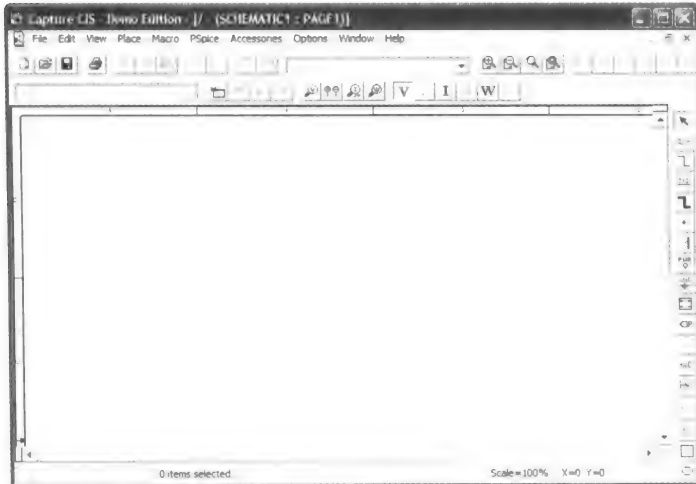 Capture CIS - Demo Edition - [/ - (SCHEMATIC1 : PAGE1)]
File Edit View Place Macro PSpice Accessories Options Window Help
V I W
0 items selected Scale=100% X=0 Y=0